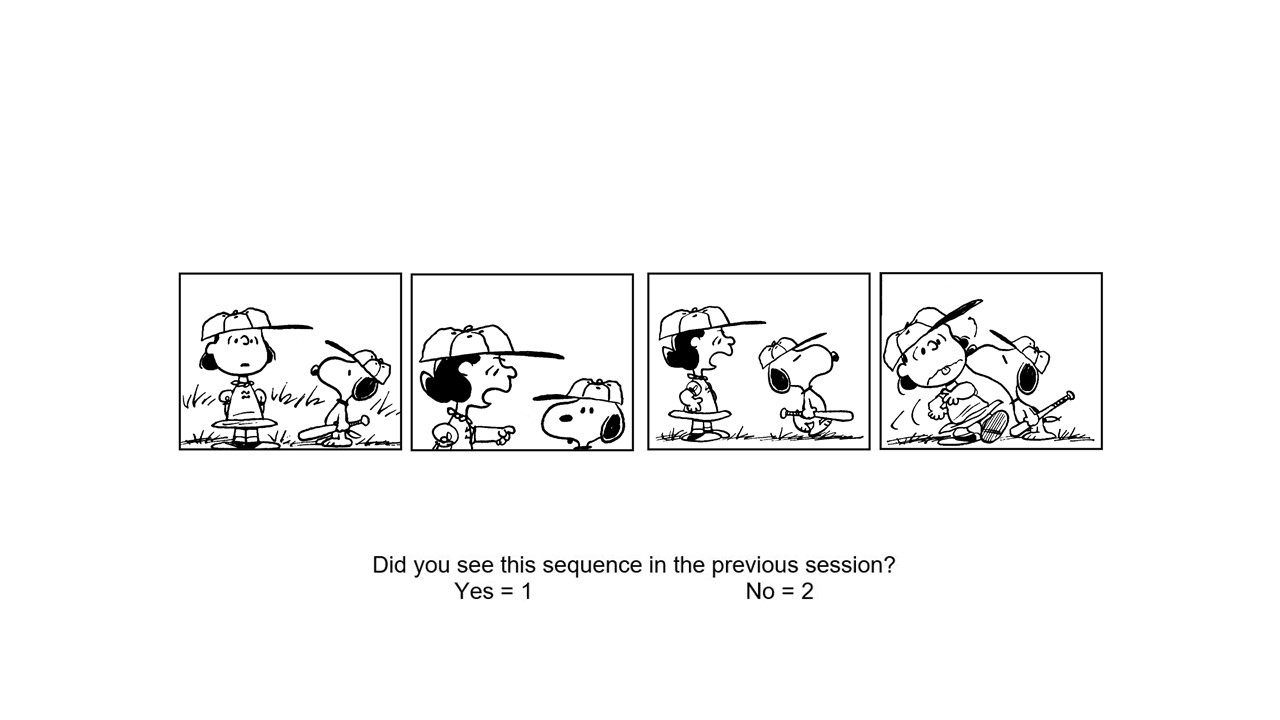 Did you see this sequence in the previous session?
Yes = 1 No = 2